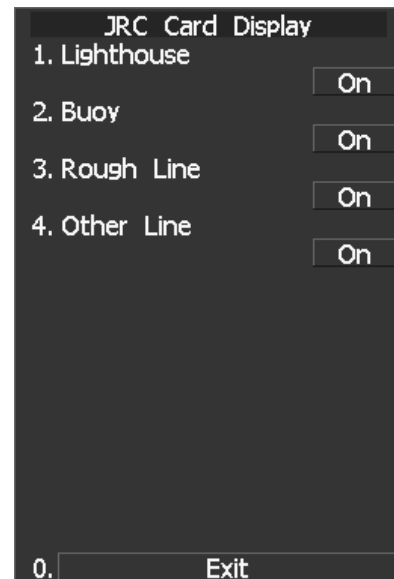 JRC Card Display
1. Lighthouse
On
2. Buoy
On
3. Rough Line
On
4. Other Line
On
0. Exit